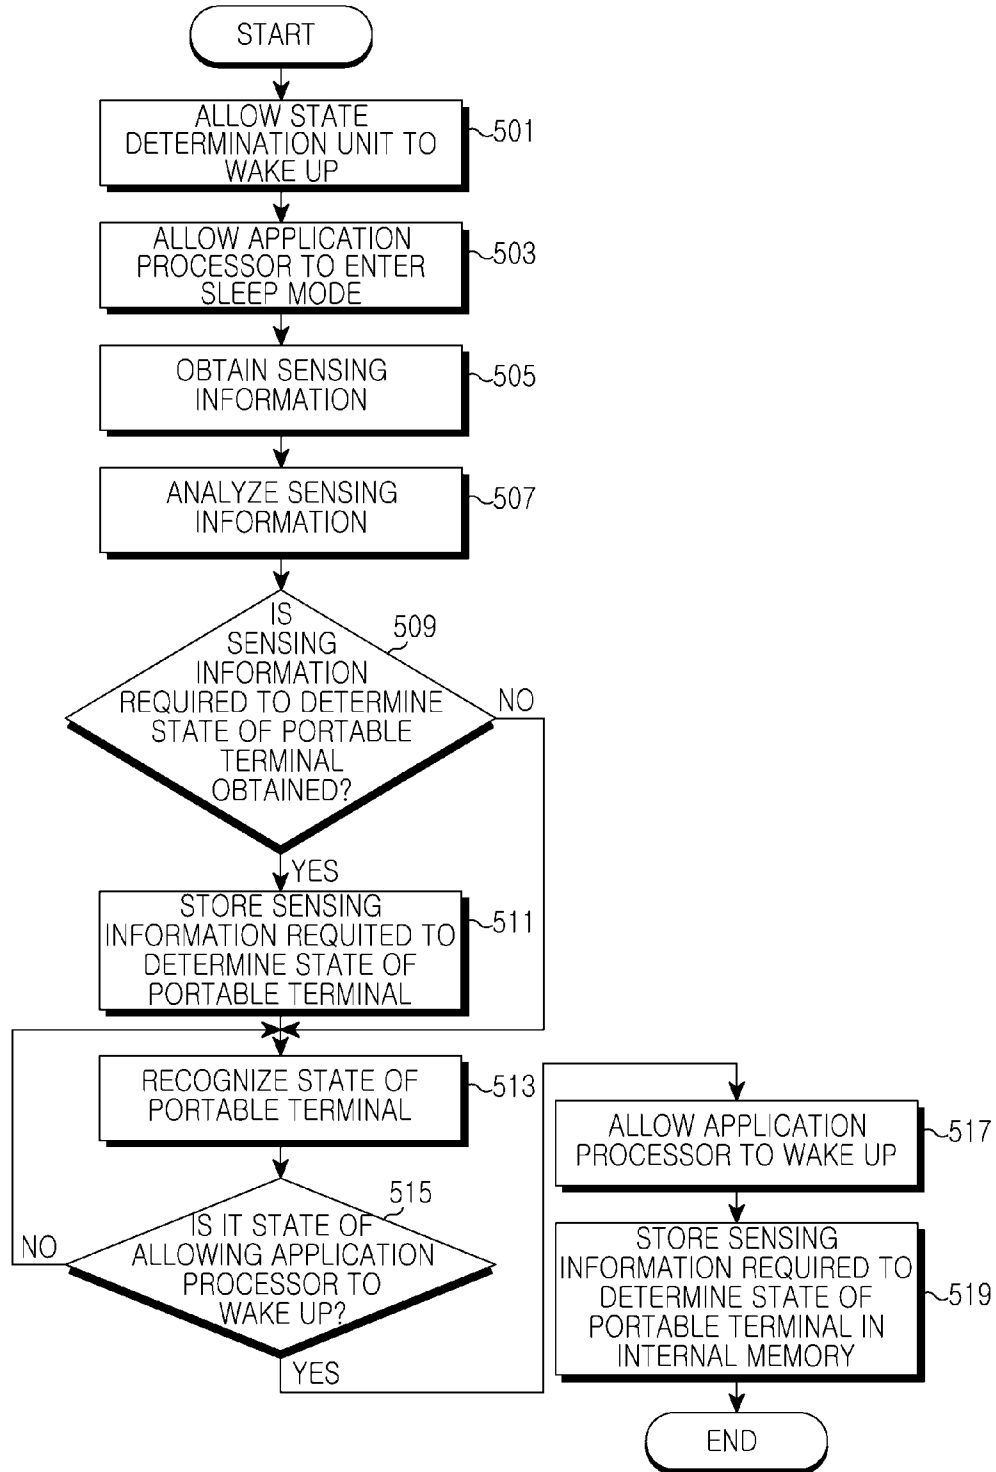 START
ALLOW STATE
DETERMINATION UNIT TO
WAKE UP
501
ALLOW APPLICATION
PROCESSOR TO ENTER
SLEEP MODE
503
OBTAIN SENSING
INFORMATION
505
ANALYZE SENSING
INFORMATION
507
IS
SENSING
INFORMATION
REQUIRED TO DETERMINE
STATE OF PORTABLE
TERMINAL
OBTAINED?
509
NO
YES
STORE SENSING
INFORMATION REQUITED TO
DETERMINE STATE OF
PORTABLE TERMINAL
511
RECOGNIZE STATE OF
PORTABLE TERMINAL
513
IS IT STATE OF
ALLOWING APPLICATION
PROCESSOR TO
WAKE UP?
515
NO
YES
ALLOW APPLICATION
PROCESSOR TO WAKE UP
517
STORE SENSING
INFORMATION REQUIRED TO
DETERMINE STATE OF
PORTABLE TERMINAL IN
INTERNAL MEMORY
519
END